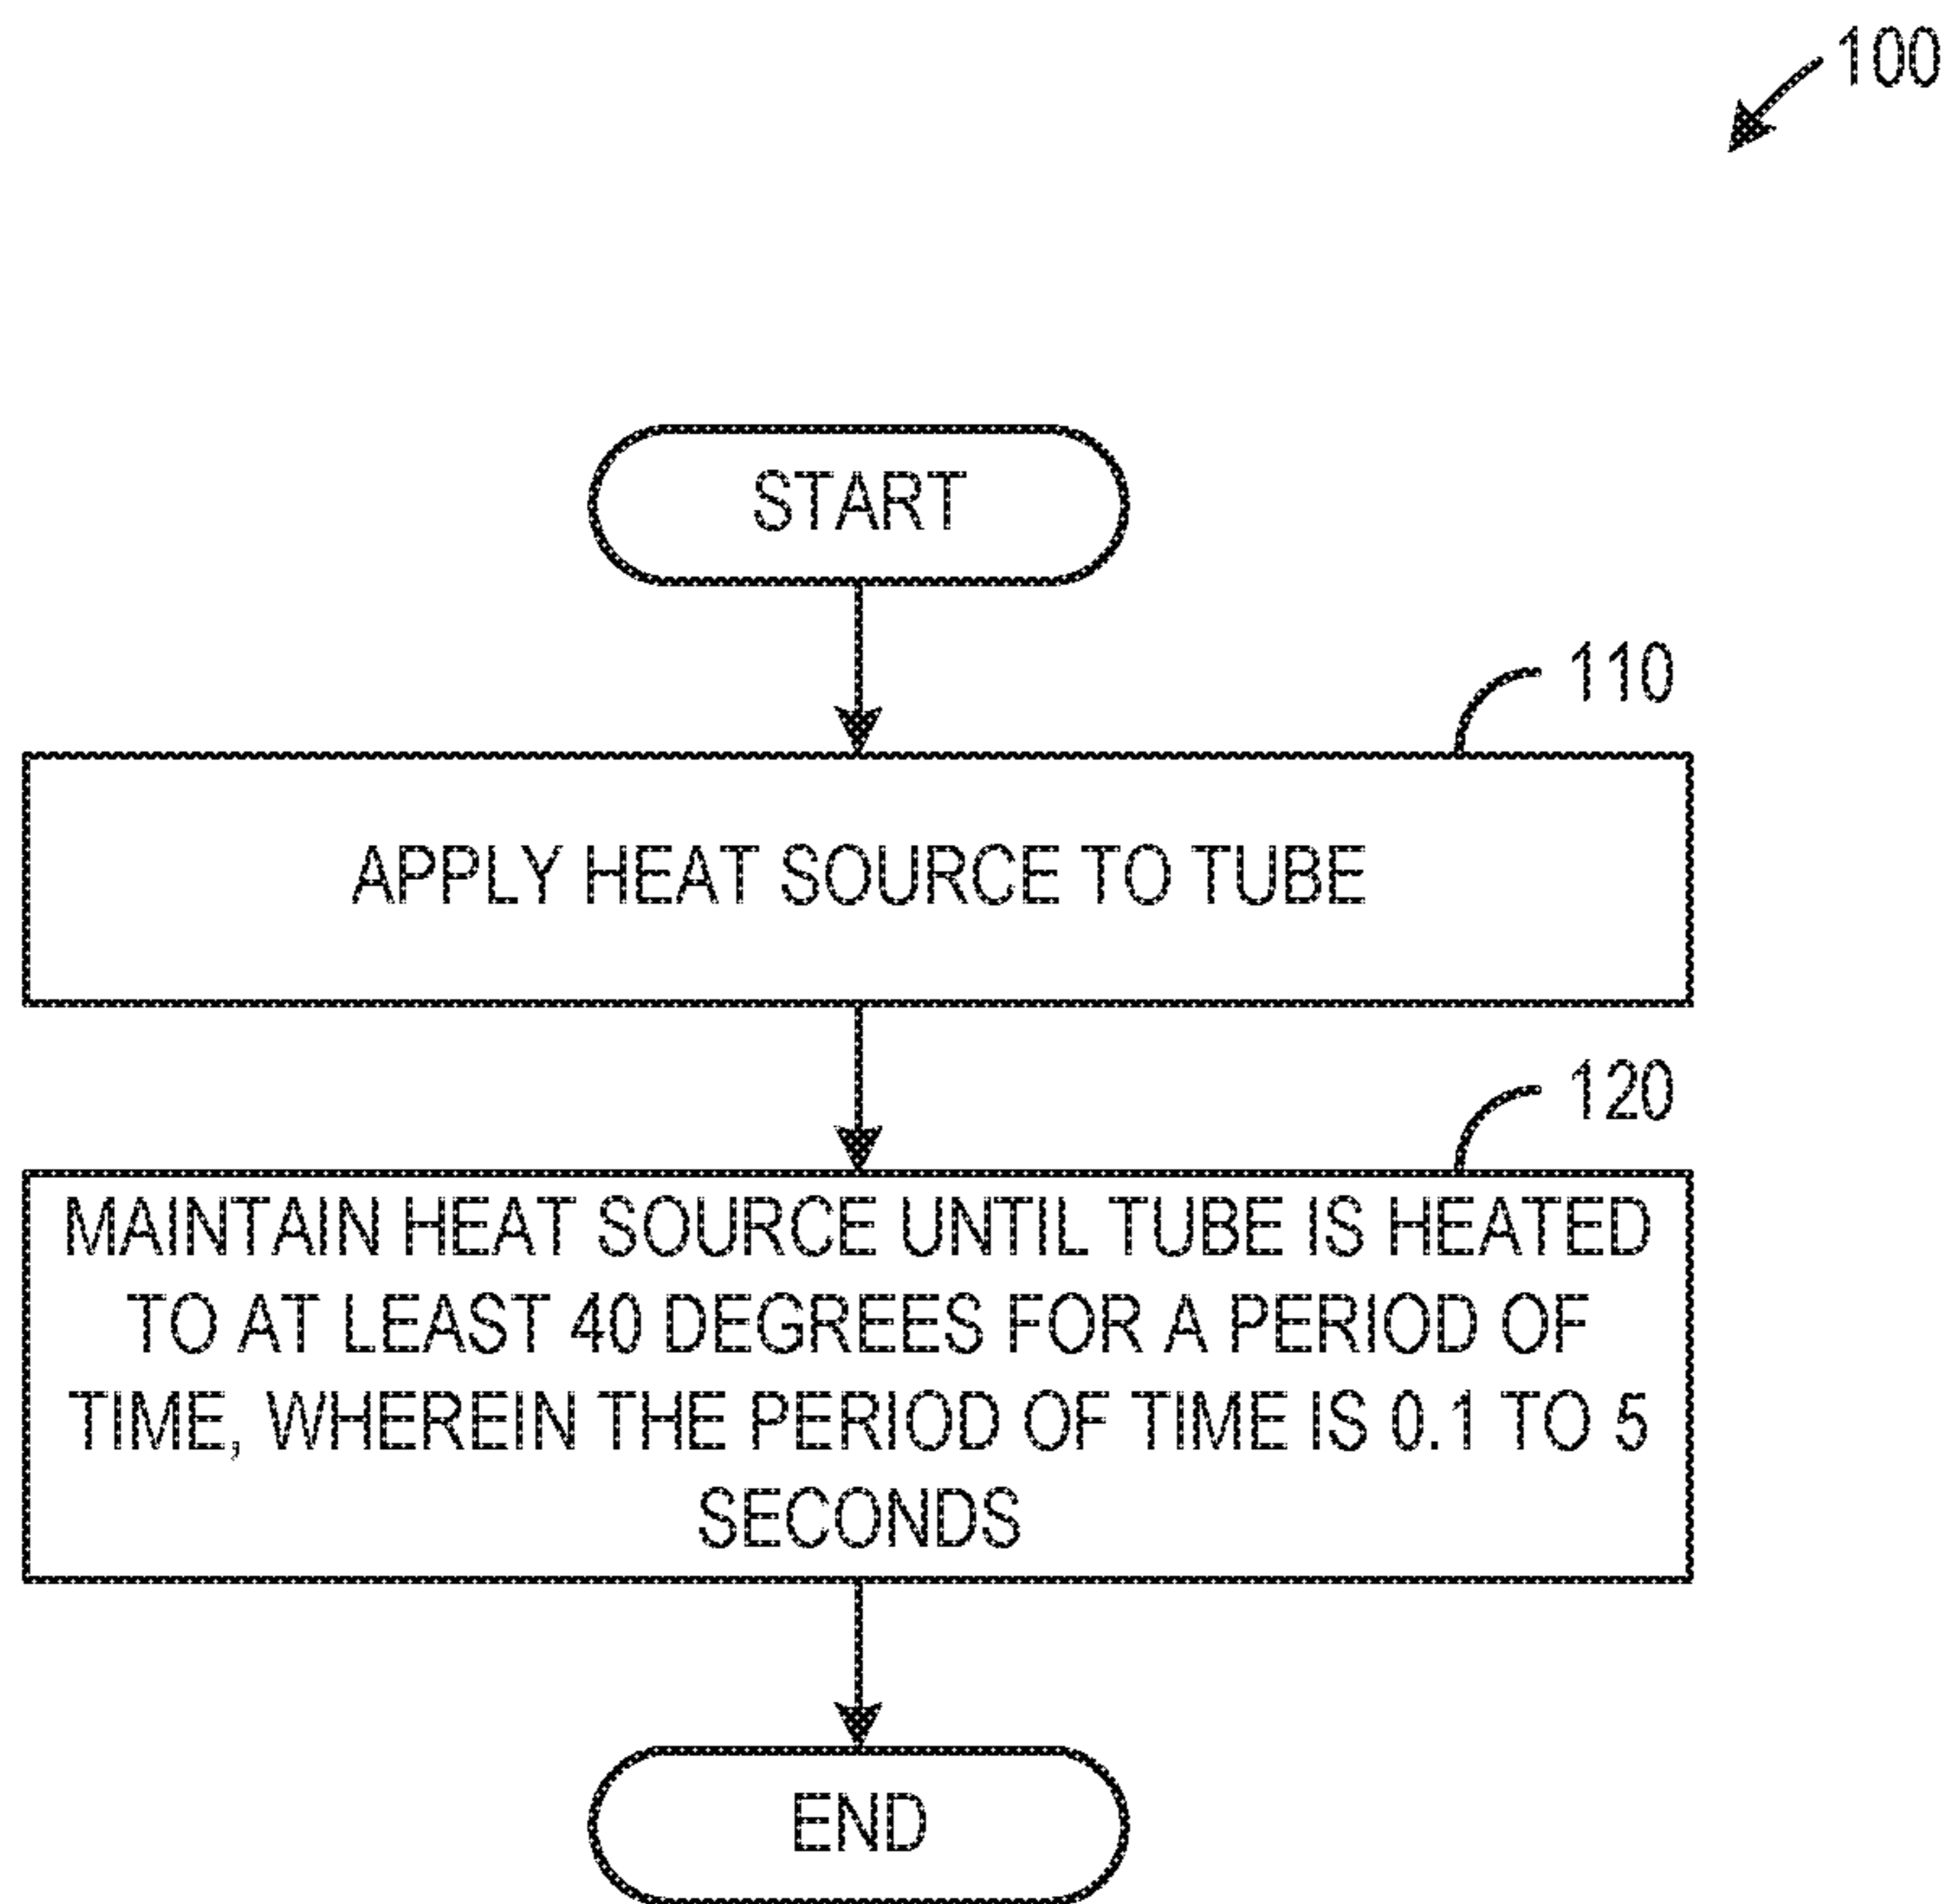 100
START
110
APPLY HEAT SOURCE TO TUBE
120
MAINTAIN HEAT SOURCE UNTIL TUBE IS HEATED
TO AT LEAST 40 DEGREES FOR A PERIOD OF
TIME, WHEREIN THE PERIOD OF TIME IS 0.1 TO 5
SECONDS
END